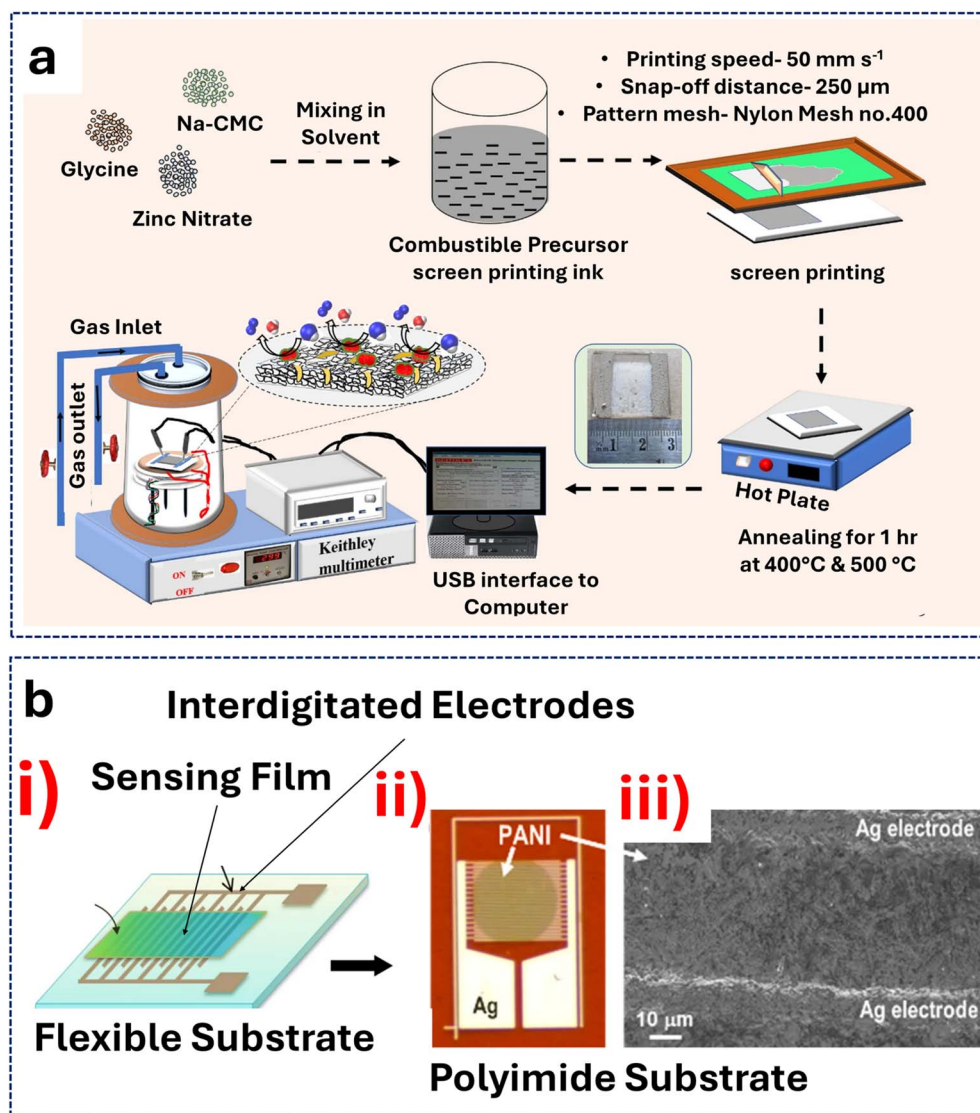 a
• Printing speed- 50 mm s⁻¹
• Snap-off distance- 250 µm
• Pattern mesh- Nylon Mesh no.400
Na-CMC
Glycine
Zinc Nitrate
Mixing in
Solvent
Combustible Precursor
screen printing ink
screen printing
Gas Inlet
Gas outlet
1 2 3
Hot Plate
Annealing for 1 hr
at 400°C & 500 °C
Keithley
multimeter
ON
OFF
USB interface to
Computer
b
Interdigitated Electrodes
i)
Sensing Film
Flexible Substrate
ii)
PANI
Ag
iii)
Ag electrode
Ag electrode
10 µm
Polyimide Substrate